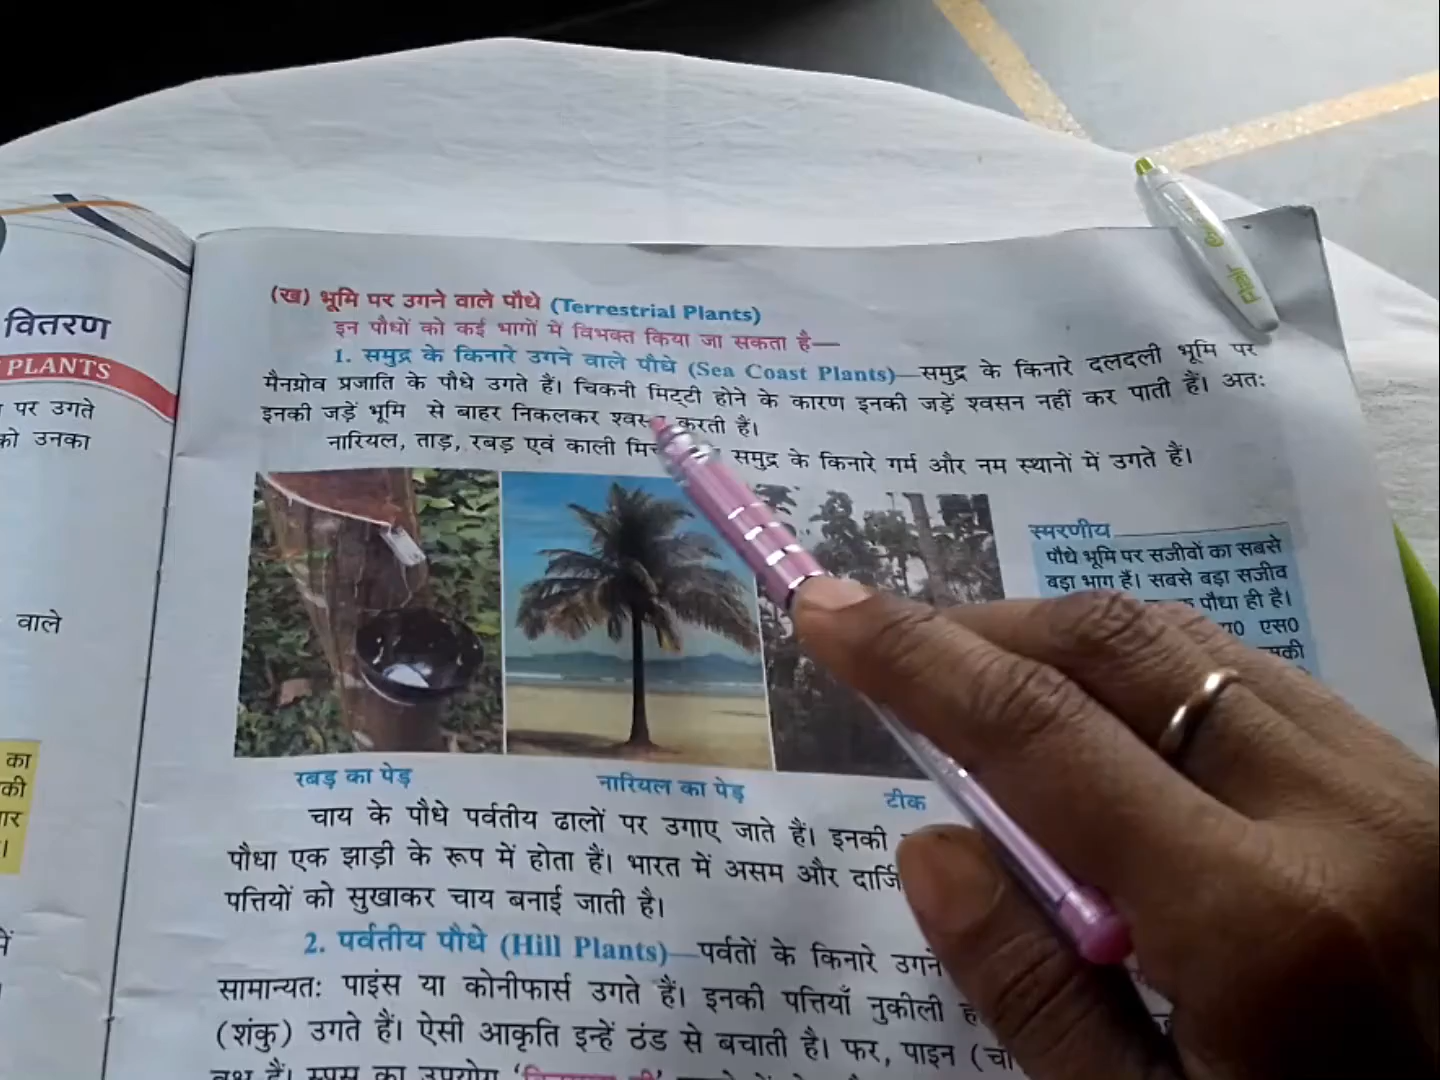 वितरण
PLANTS
पर उगते
को उनका
वाले
का
की
(ख) भूमि पर उगने वाले पौधे (Terrestrial Plants)
इन पौधों को कई भागों में विभक्त किया जा सकता है—
1. समुद्र के किनारे उगने वाले पौधे (Sea Coast Plants)—समुद्र के किनारे दलदली भूमि पर
मैनग्रोव प्रजाति के पौधे उगते हैं। चिकनी मिट्टी होने के कारण इनकी जड़ें श्वसन नहीं कर पाती हैं। अतः
इनकी जड़ें भूमि से बाहर निकलकर करती हैं।
नारियल, ताड़, रबड़ एवं काली समुद्र के किनारे गर्म और नम स्थानों में उगते हैं।
स्मरणीय
पौधे भूमि पर सजीवों का सबसे
बड़ा भाग हैं। सबसे बड़ा सजीव
पौधा ही है।
एस०
रबड़ का पेड़
नारियल का पेड़
टीक
चाय के पौधे पर्वतीय ढालों पर उगाए जाते हैं। इनकी
पौधा एक झाड़ी के रूप में होता हैं। भारत में असम और
पत्तियों को सुखाकर चाय बनाई जाती है।
2. पर्वतीय पौधे (Hill Plants)—पर्वतों के किनारे उगने
सामान्यतः पाइंस या कोनीफार्स उगते हैं। इनकी पत्तियाँ नुकीली
(शंकु) उगते हैं। ऐसी आकृति इन्हें ठंड से बचाती है। फर, पाइन
का उपयोग